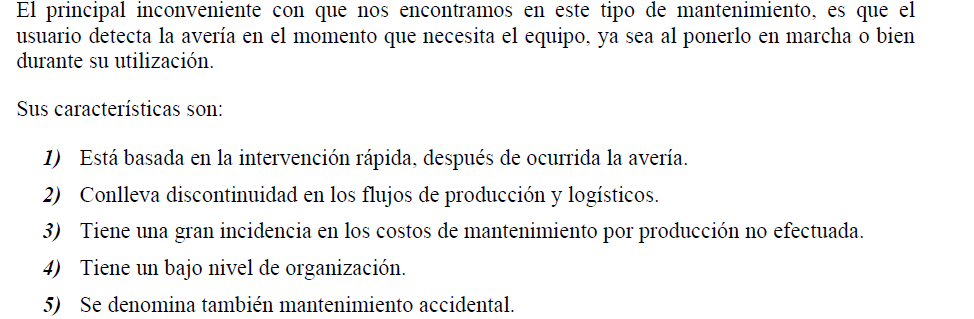 El principal inconveniente con que nos encontramos en este tipo de mantenimiento, es que el
usuario detecta la avería en el momento que necesita el equipo, ya sea al ponerlo en marcha o bien
durante su utilización.
Sus características son:
1) Está basada en la intervención rápida, después de ocurrida la avería.
2) Conlleva discontinuidad en los flujos de producción y logísticos.
3) Tiene una gran incidencia en los costos de mantenimiento por producción no efectuada.
4) Tiene un bajo nivel de organización.
5) Se denomina también mantenimiento accidental.